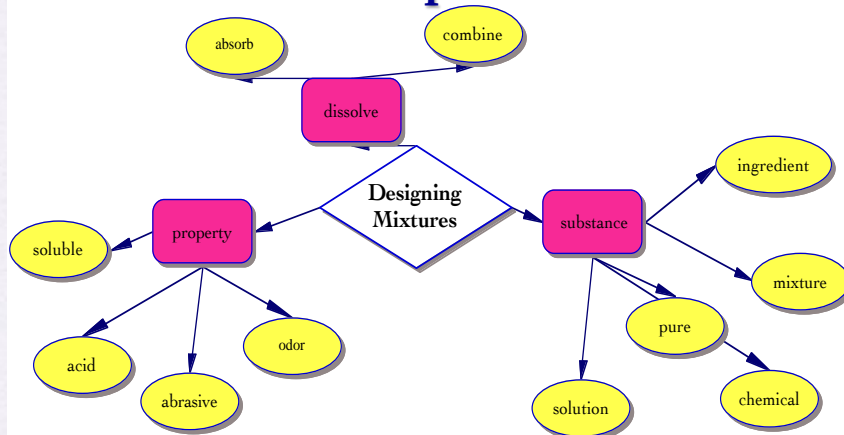 absorb
combine
dissolve
ingredient
Designing
Mixtures
substance
property
soluble
mixture
pure
odor
acid
abrasive
chemical
solution